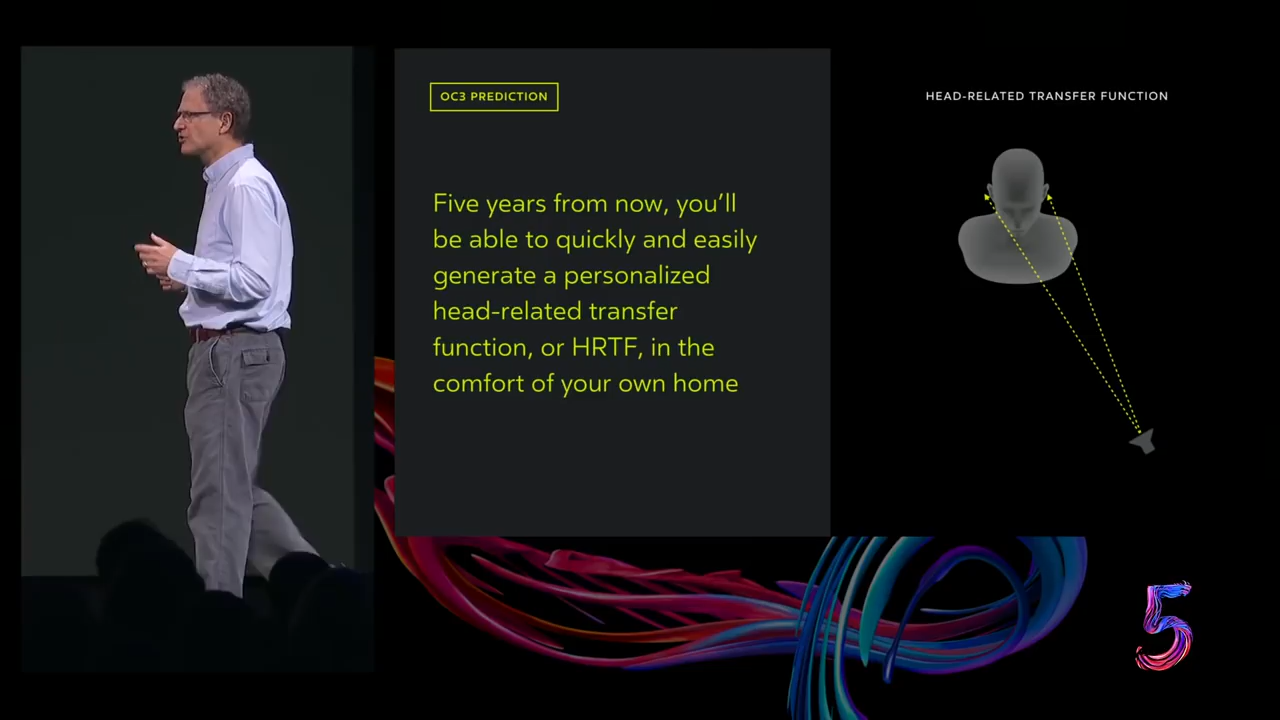 OC3 PREDICTION
Five years from now, you'll
be able to quickly and easily
generate a personalized
head-related transfer
function, or HRTF, in the
comfort of your own home
HEAD-RELATED TRANSFER FUNCTION
5